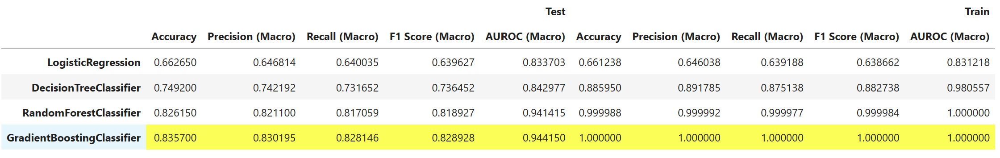 Test Train
Accuracy Precision (Macro) Recall (Macro) F1 Score (Macro) AUROC (Macro) Accuracy Precision (Macro) Recall (Macro) F1 Score (Macro) AUROC (Macro)
LogisticRegression 0.662650 0.646814 0.640035 0.639627 0.833703 0.661238 0.646038 0.639188 0.638662 0.831218
DecisionTreeClassifier 0.749200 0.742192 0.731652 0.736452 0.842977 0.885950 0.891785 0.875138 0.882738 0.980557
RandomForestClassifier 0.826150 0.821100 0.817059 0.818927 0.941415 0.999988 0.999992 0.999977 0.999984 1.000000
GradientBoostingClassifier 0.835700 0.830195 0.828146 0.828928 0.944150 1.000000 1.000000 1.000000 1.000000 1.000000